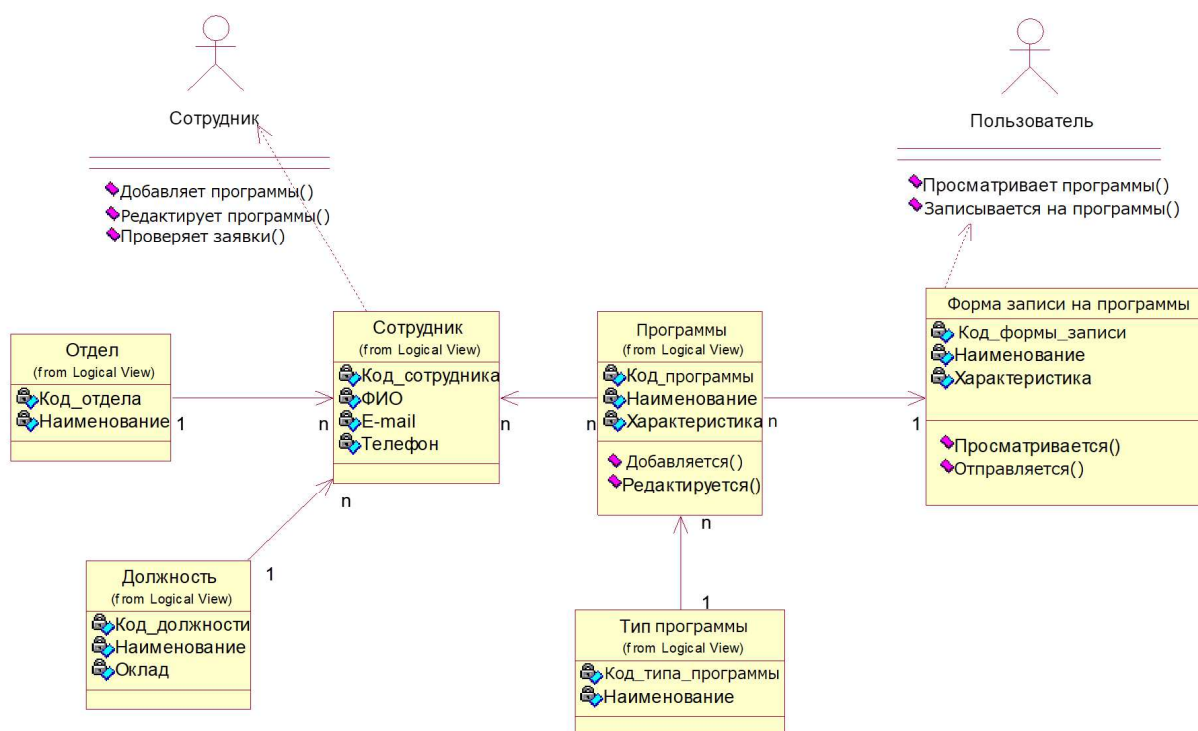 Сотрудник
Добавляет программы()
Редактирует программы()
Проверяет заявки()
Пользователь
Просматривает программы()
Записывается на программы()
Отдел
(from Logical View)
Код_отдела
Наименование
1
n
Сотрудник
(from Logical View)
Код_сотрудника
ФИО
E-mail
Телефон
n
n
Программы
(from Logical View)
Код_программы
Наименование
Характеристика
Добавляется()
Редактируется()
n
1
Форма записи на программы
Код_формы_записи
Наименование
Характеристика
Просматривается()
Отправляется()
n
1
Должность
(from Logical View)
Код_должности
Наименование
Оклад
n
1
Тип программы
(from Logical View)
Код_типа_программы
Наименование